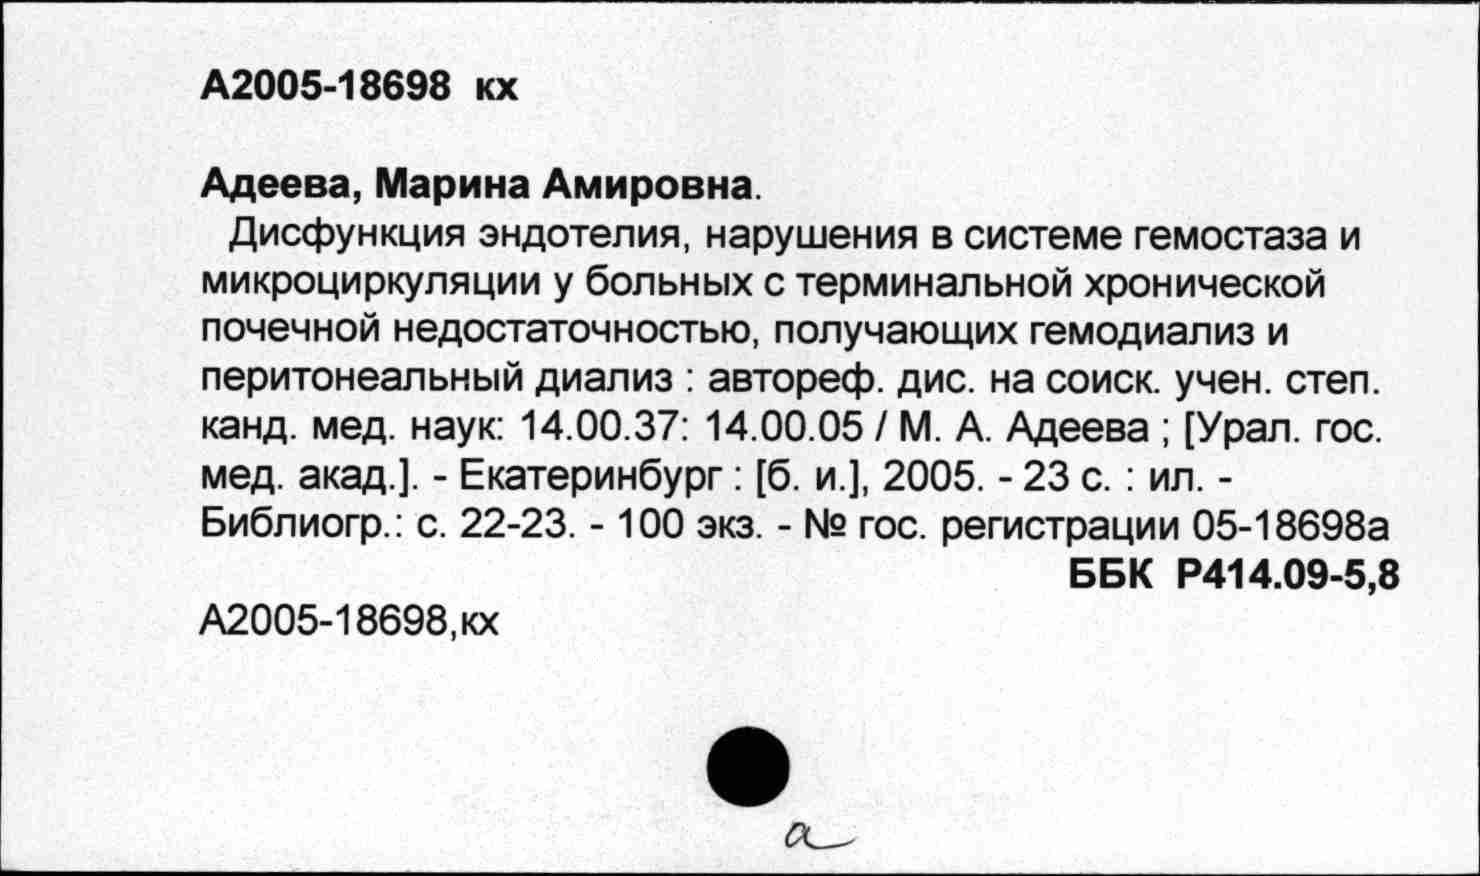 А2005-18698 кх
Адеева, Марина Амировна.
Дисфункция эндотелия, нарушения в системе гемостаза и
микроциркуляции у больных с терминальной хронической
почечной недостаточностью, получающих гемодиализ и
перитонеальный диализ : автореф. дис. на соиск. учен. степ.
канд. мед. наук: 14.00.37: 14.00.05 / М. А. Адеева ; [Урал. гос.
мед. акад.]. - Екатеринбург : [б. и.], 2005. - 23 с. : ил. -
Библиогр.: с. 22-23. - 100 экз. - № гос. регистрации 05-18698а
ББК Р414.09-5,8
А2005-18698,кх
а